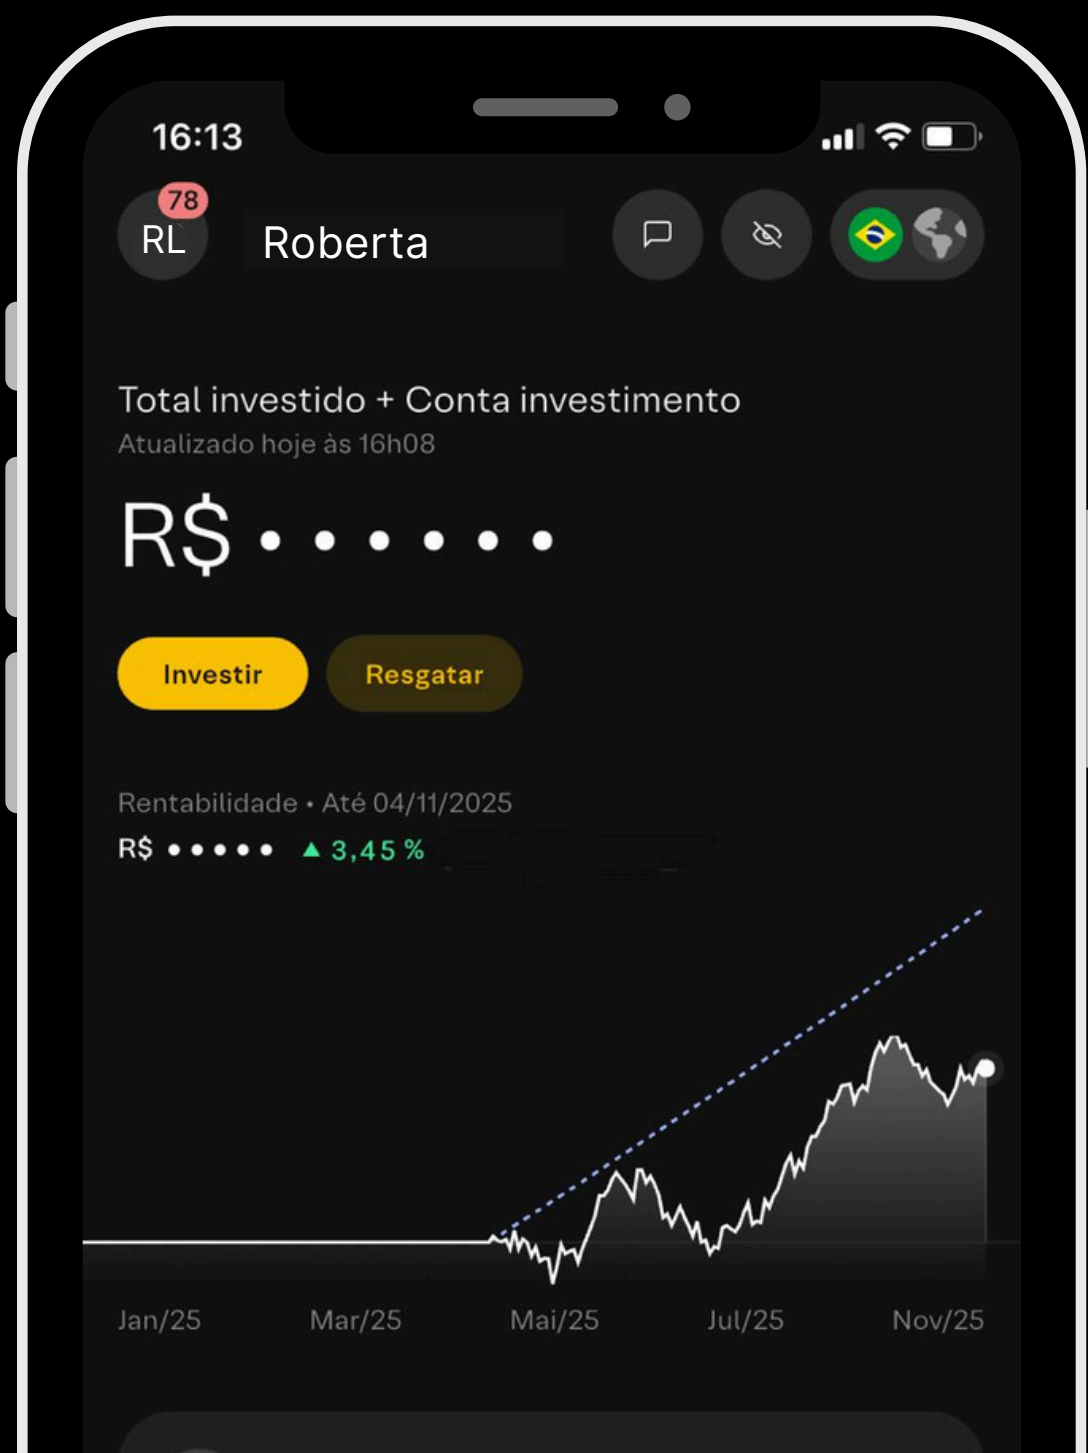 16:13
78
RL
Roberta
Total investido + Conta investimento
Atualizado hoje às 16h08
R$ • • • • • •
Investir
Resgatar
Rentabilidade • Até 04/11/2025
R$ • • • • • ▲ 3,45 %
Jan/25 Mar/25 Mai/25 Jul/25 Nov/25